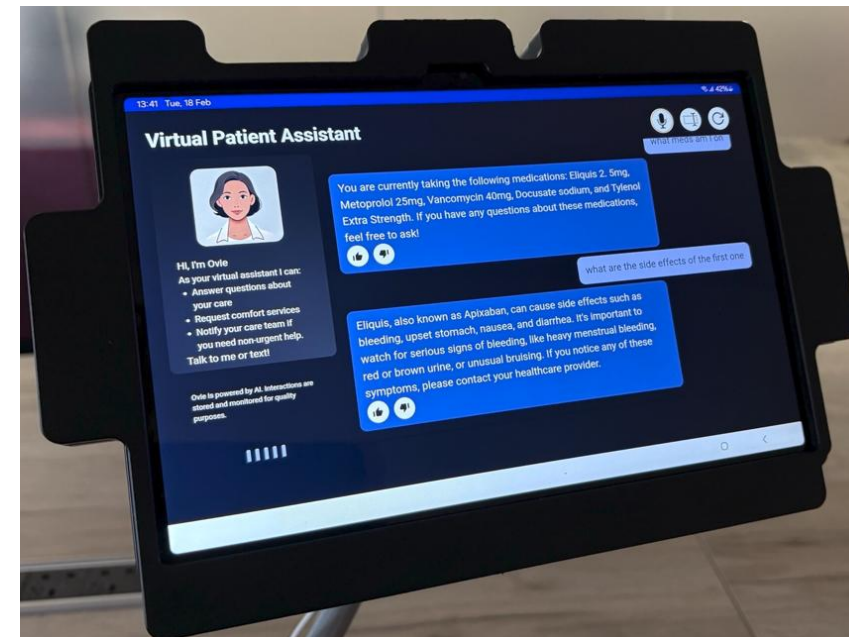 13:41 Tue, 18 Feb
42%
Virtual Patient Assistant
what meds am I on
You are currently taking the following medications: Eliquis 2. 5mg,
Metoprolol 25mg, Vancomycin 40mg, Docusate sodium, and Tylenol
Extra Strength. If you have any questions about these medications,
feel free to ask!
what are the side effects of the first one
Eliquis, also known as Apixaban, can cause side effects such as
bleeding, upset stomach, nausea, and diarrhea. It's important to
watch for serious signs of bleeding, like heavy menstrual bleeding,
red or brown urine, or unusual bruising. If you notice any of these
symptoms, please contact your healthcare provider.
Hi, I'm Ovie
As your virtual assistant I can:
• Answer questions about
your care
• Request comfort services
• Notify your care team if
you need non-urgent help.
Talk to me or text!
Ovie is powered by AI. Interactions are
stored and monitored for quality
purposes.